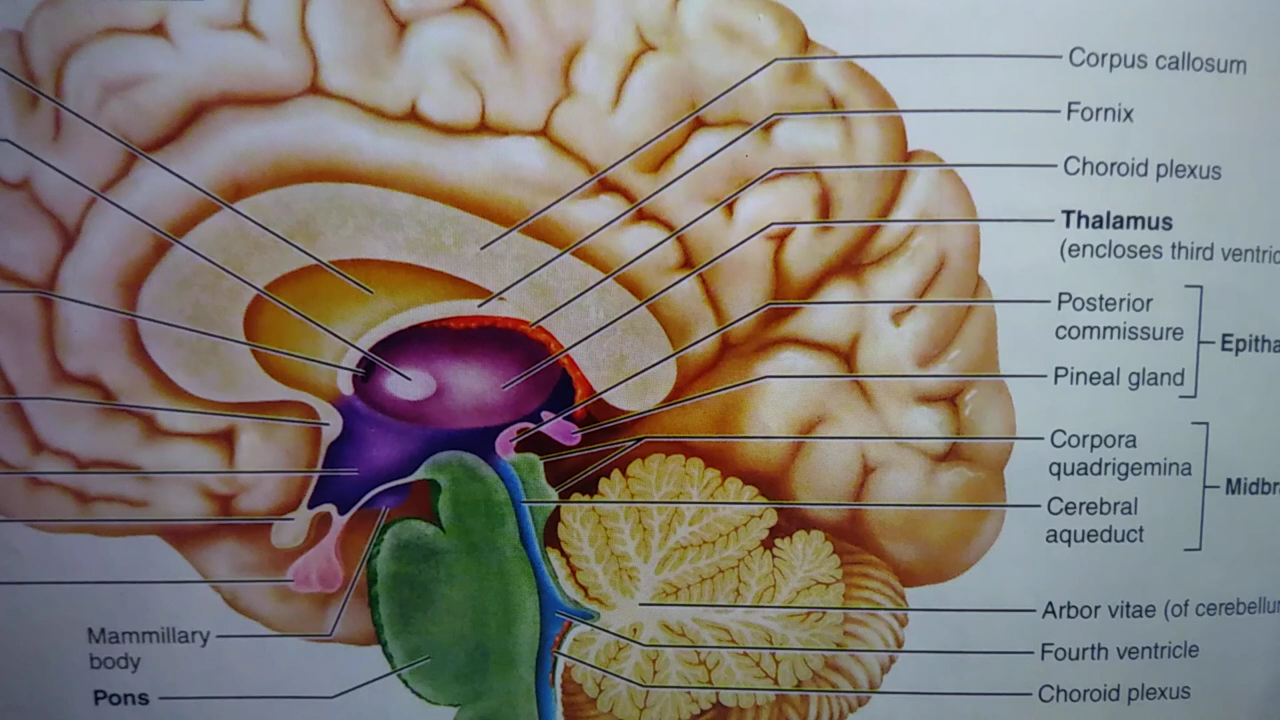 Corpus callosum
Fornix
Choroid plexus
Thalamus
(encloses third ventric
Posterior
commissure
Epitha
Pineal gland
Corpora
quadrigemina
Midbr
Cerebral
aqueduct
Arbor vitae (of cerebellu
Mammillary
body
Fourth ventricle
Pons
Choroid plexus